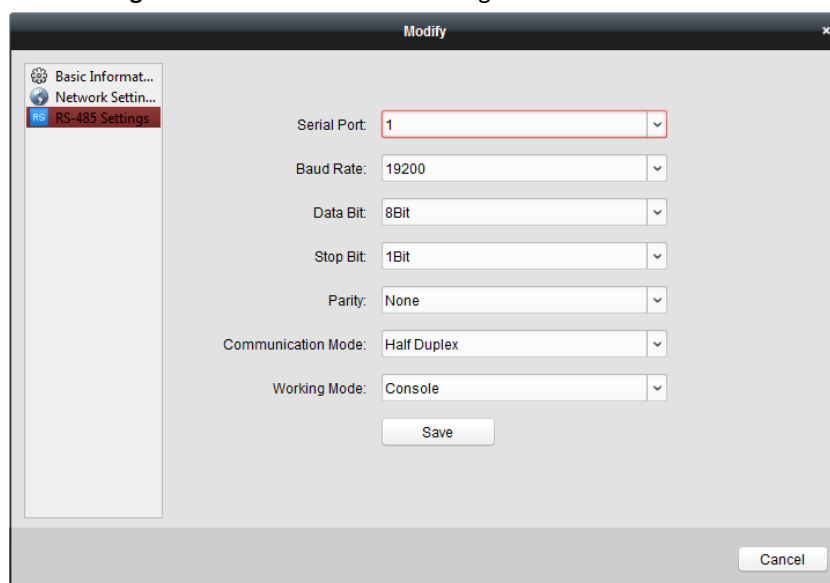 Modify
×
Basic Informat...
Network Settin...
RS RS-485 Settings
Serial Port: 1
Baud Rate: 19200
Data Bit: 8Bit
Stop Bit: 1Bit
Parity: None
Communication Mode: Half Duplex
Working Mode: Console
Save
Cancel